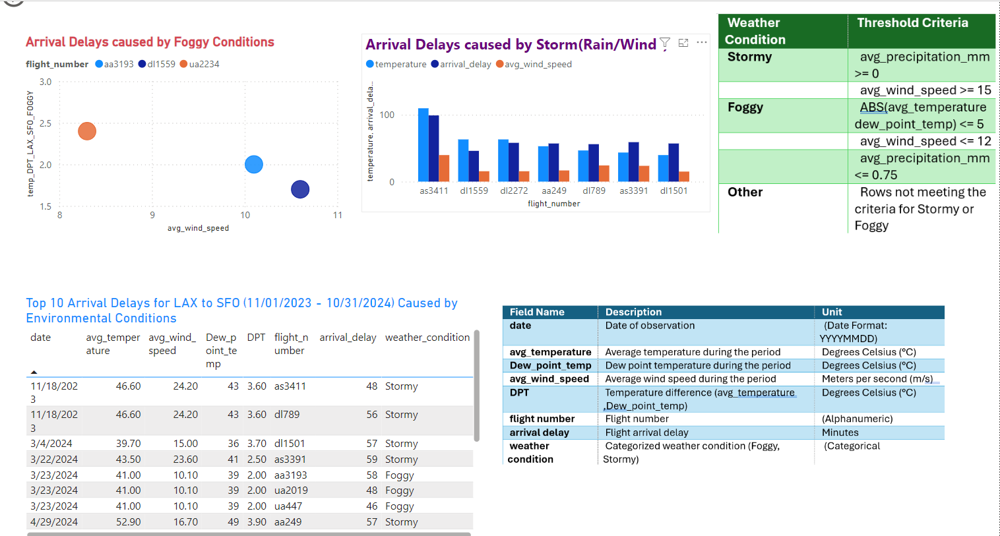 Arrival Delays caused by Foggy Conditions
flight_number aa3193 dl1559 ua2234
3.0
2.5
2.0
1.5
temp_DPT_LAX_SFO_FOGGY
8 9 10 11
avg_wind_speed
Arrival Delays caused by Storm(Rain/Wind
temperature arrival_delay avg_wind_speed
temperature, arrival_dela...
100
0
as3411 dl1559 dl2272 aa249 dl789 as3391 dl1501
flight_number
Weather Threshold Criteria
Condition
Stormy avg_precipitation_mm
>= 0
avg_wind_speed >= 15
Foggy ABS(avg_temperature
dew_point_temp) <= 5
avg_wind_speed <= 12
avg_precipitation_mm
<= 0.75
Other Rows not meeting the
criteria for Stormy or
Foggy
Top 10 Arrival Delays for LAX to SFO (11/01/2023 - 10/31/2024) Caused by
Environmental Conditions
date avg_temper avg_wind_ Dew_p DPT flight_n arrival_delay weather_condition
ature speed oint_te umber
mp
11/18/202 46.60 24.20 43 3.60 as3411 48 Stormy
3
11/18/202 46.60 24.20 43 3.60 dl789 56 Stormy
3
3/4/2024 39.70 15.00 36 3.70 dl1501 57 Stormy
3/22/2024 43.50 23.60 41 2.50 as3391 59 Stormy
3/23/2024 41.00 10.10 39 2.00 aa3193 58 Foggy
3/23/2024 41.00 10.10 39 2.00 ua2019 48 Foggy
3/23/2024 41.00 10.10 39 2.00 ua447 46 Foggy
4/29/2024 52.90 16.70 49 3.90 aa249 57 Stormy
Field Name Description Unit
date Date of observation (Date Format:
YYYYMMDD)
avg_temperature Average temperature during the period Degrees Celsius (°C)
Dew_point_temp Dew point temperature during the period Degrees Celsius (°C)
avg_wind_speed Average wind speed during the period Meters per second (m/s)
DPT Temperature difference (avg_temperature Degrees Celsius (°C)
,Dew_point_temp)
flight number Flight number (Alphanumeric)
arrival delay Flight arrival delay Minutes
weather Categorized weather condition (Foggy, (Categorical
condition Stormy)